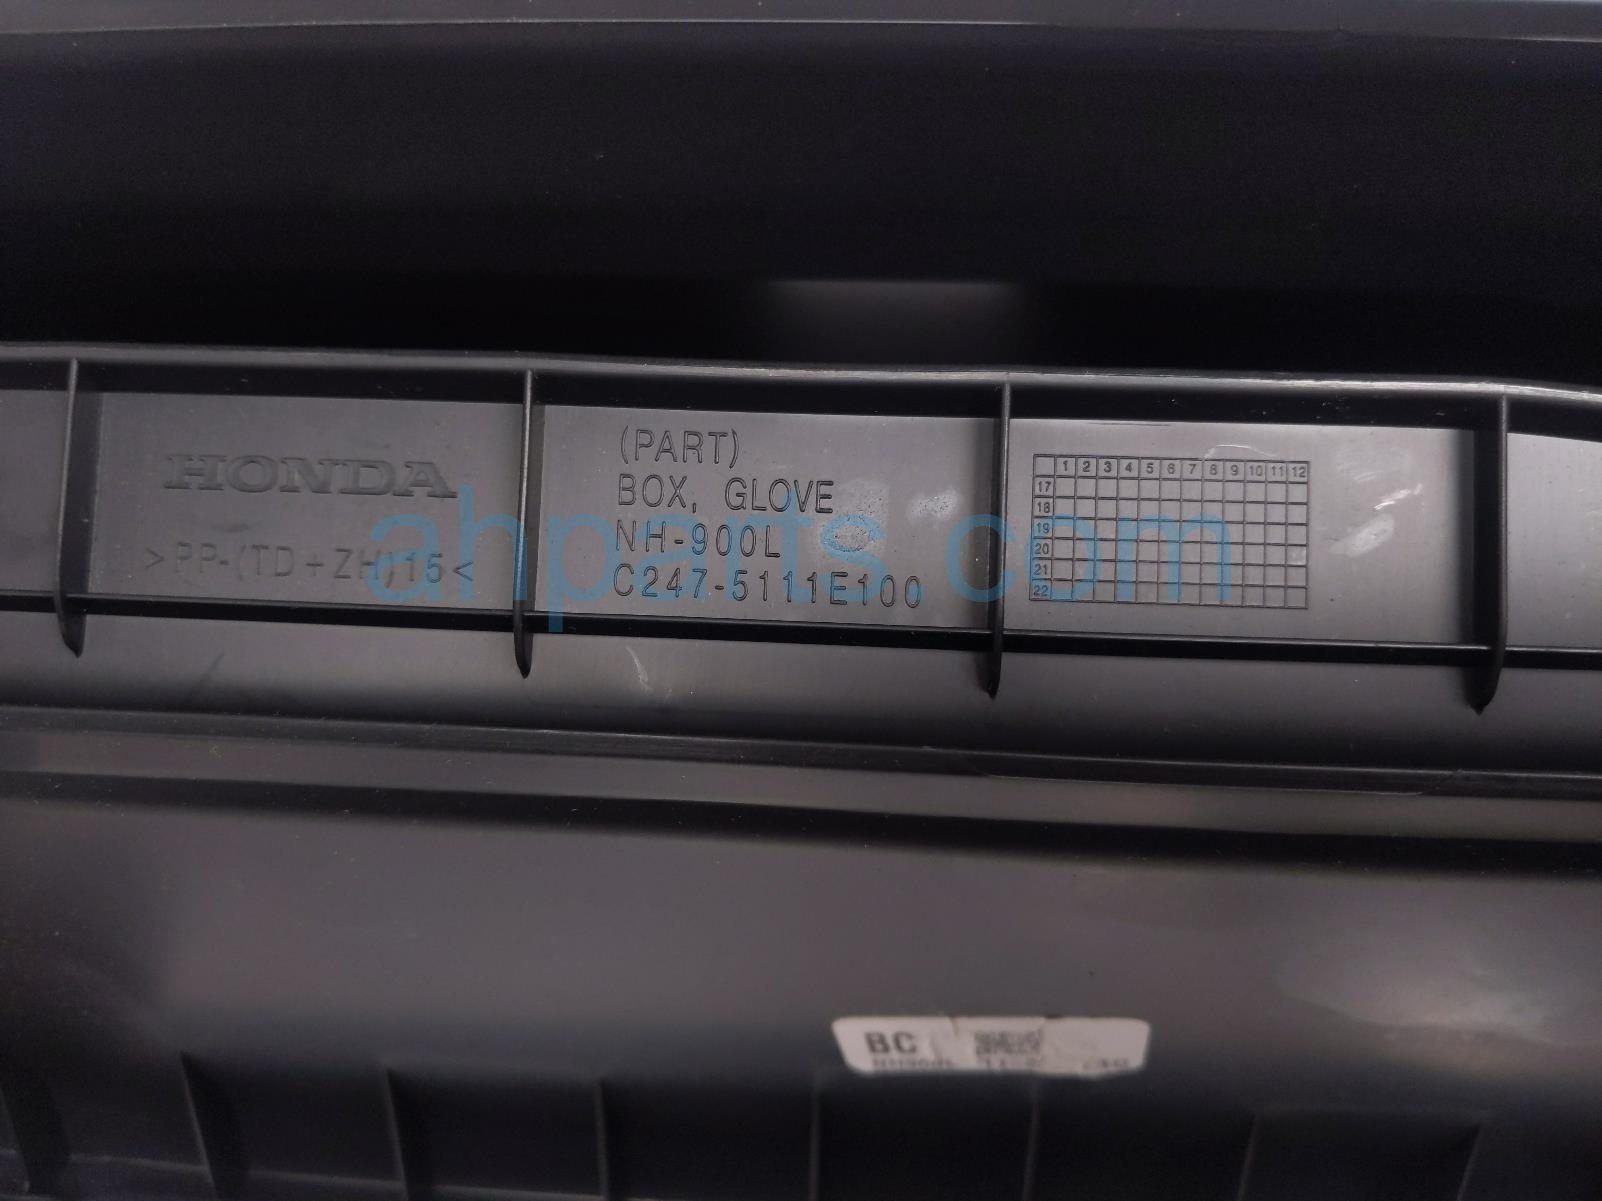 HONDA
>PP-(TD+ZH)15<
(PART)
BOX, GLOVE
NH-900L
C247-5111E100
1 2 3 4 5 6 7 8 9 10 11 12
17
18
19
20
21
22
ahparts.com
BC